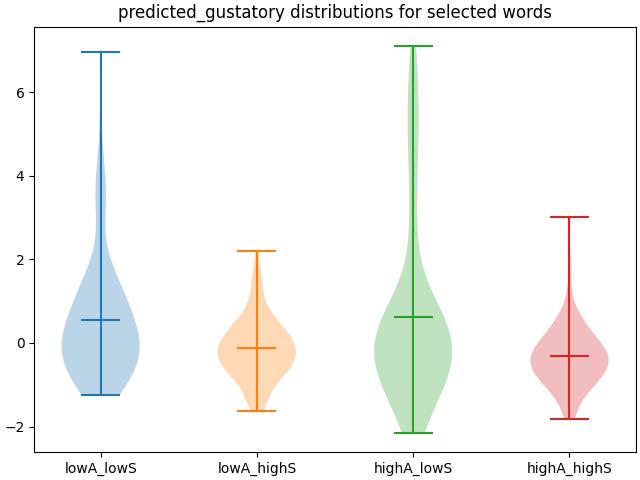 predicted_gustatory distributions for selected words
6
4
2
0
−2
lowA_lowS
lowA_highS
highA_lowS
highA_highS